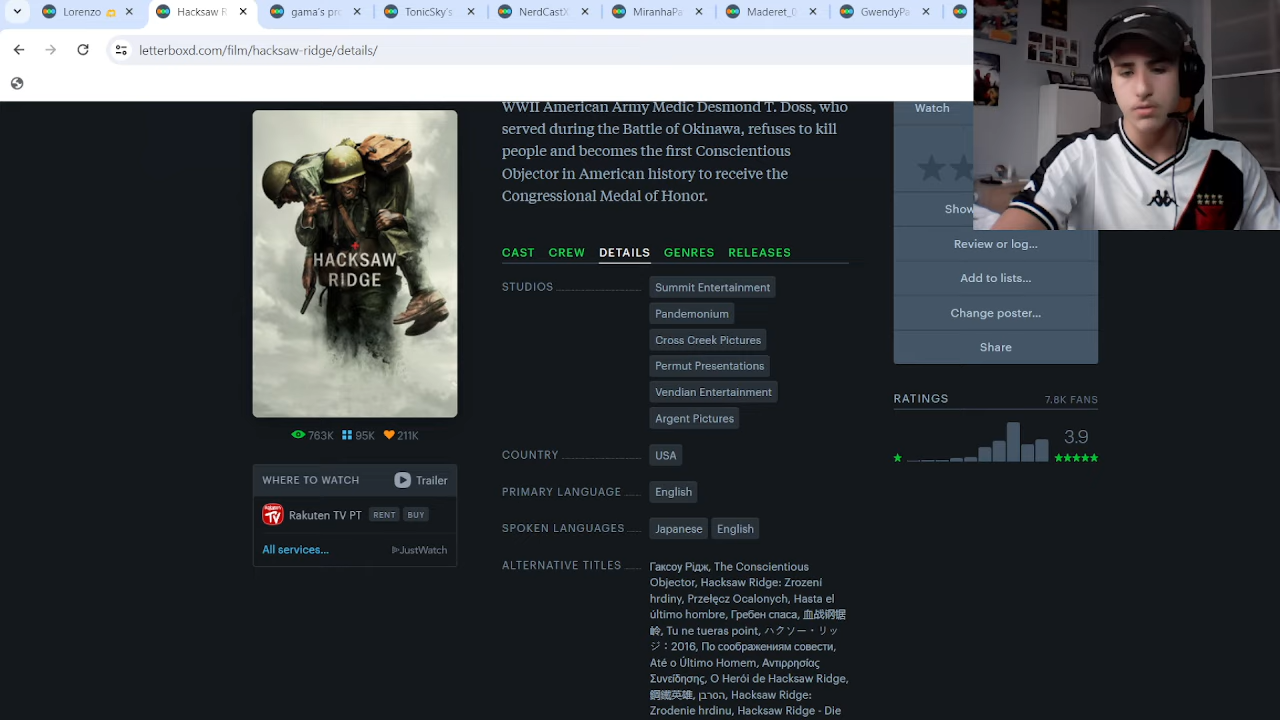 Lorenzo
Hacksaw R
gama's pro
TonicSky's
NerdCastX
MiranhaPa
Maderet_0
GwendyPa
letterboxd.com/film/hacksaw-ridge/details/
WWII American Army Medic Desmond T. Doss, who
served during the Battle of Okinawa, refuses to kill
people and becomes the first Conscientious
Objector in American history to receive the
Congressional Medal of Honor.
HACKSAW
RIDGE
763K 95K 211K
WHERE TO WATCH Trailer
Rakuten TV PT RENT BUY
All services... JustWatch
CAST CREW DETAILS GENRES RELEASES
STUDIOS
Summit Entertainment
Pandemonium
Cross Creek Pictures
Permut Presentations
Vendian Entertainment
Argent Pictures
COUNTRY USA
PRIMARY LANGUAGE English
SPOKEN LANGUAGES Japanese English
ALTERNATIVE TITLES
Гаксоу Рідж, The Conscientious
Objector, Hacksaw Ridge: Zrození
hrdiny, Przełęcz Ocalonych, Hasta el
último hombre, Гребен спаса, 血战钢锯
岭, Tu ne tueras point, ハクソー・リッ
ジ：2016, По соображениям совести,
Até o Último Homem, Αντιρρησίας
Συνείδησης, O Herói de Hacksaw Ridge,
鋼鐵英雄, הסרבן, Hacksaw Ridge:
Zrodenie hrdinu, Hacksaw Ridge - Die
Watch
Show
Review or log...
Add to lists...
Change poster...
Share
RATINGS 7.8K FANS
3.9